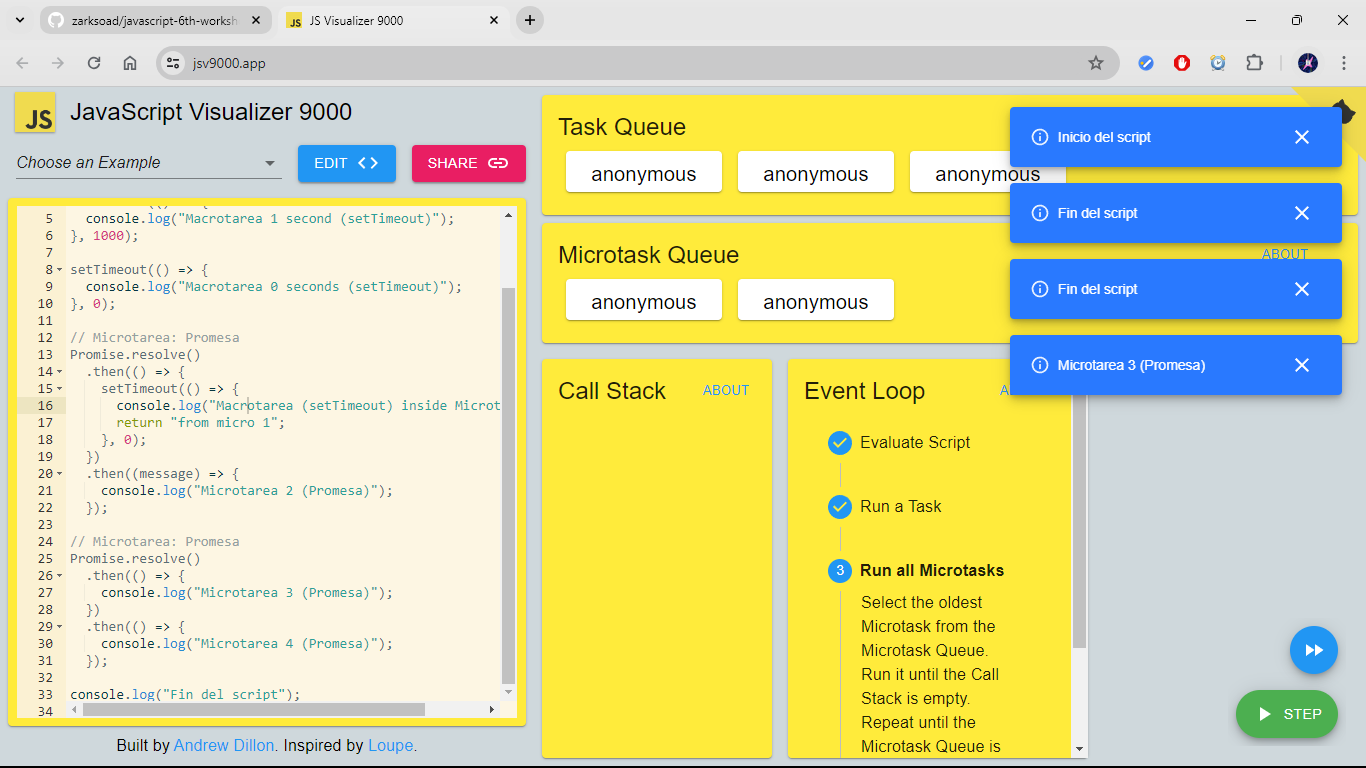 zarksoad/javascript-6th-worksh
JS Visualizer 9000
jsv9000.app
JS
JavaScript Visualizer 9000
Choose an Example
EDIT
SHARE
5 console.log("Macrotarea 1 second (setTimeout)");
6 }, 1000);
7
8 setTimeout(() => {
9 console.log("Macrotarea 0 seconds (setTimeout)");
10 }, 0);
11
12 // Microtarea: Promesa
13 Promise.resolve()
14 .then(() => {
15 setTimeout(() => {
16 console.log("Macrotarea (setTimeout) inside Microt
17 return "from micro 1";
18 }, 0);
19 })
20 .then((message) => {
21 console.log("Microtarea 2 (Promesa)");
22 });
23
24 // Microtarea: Promesa
25 Promise.resolve()
26 .then(() => {
27 console.log("Microtarea 3 (Promesa)");
28 })
29 .then(() => {
30 console.log("Microtarea 4 (Promesa)");
31 });
32
33 console.log("Fin del script");
34
Built by Andrew Dillon. Inspired by Loupe.
Task Queue
anonymous anonymous anonymous
Microtask Queue
ABOUT
anonymous anonymous
Call Stack
ABOUT
Event Loop
Evaluate Script
Run a Task
3 Run all Microtasks
Select the oldest
Microtask from the
Microtask Queue.
Run it until the Call
Stack is empty.
Repeat until the
Microtask Queue is
Inicio del script
Fin del script
Fin del script
Microtarea 3 (Promesa)
STEP